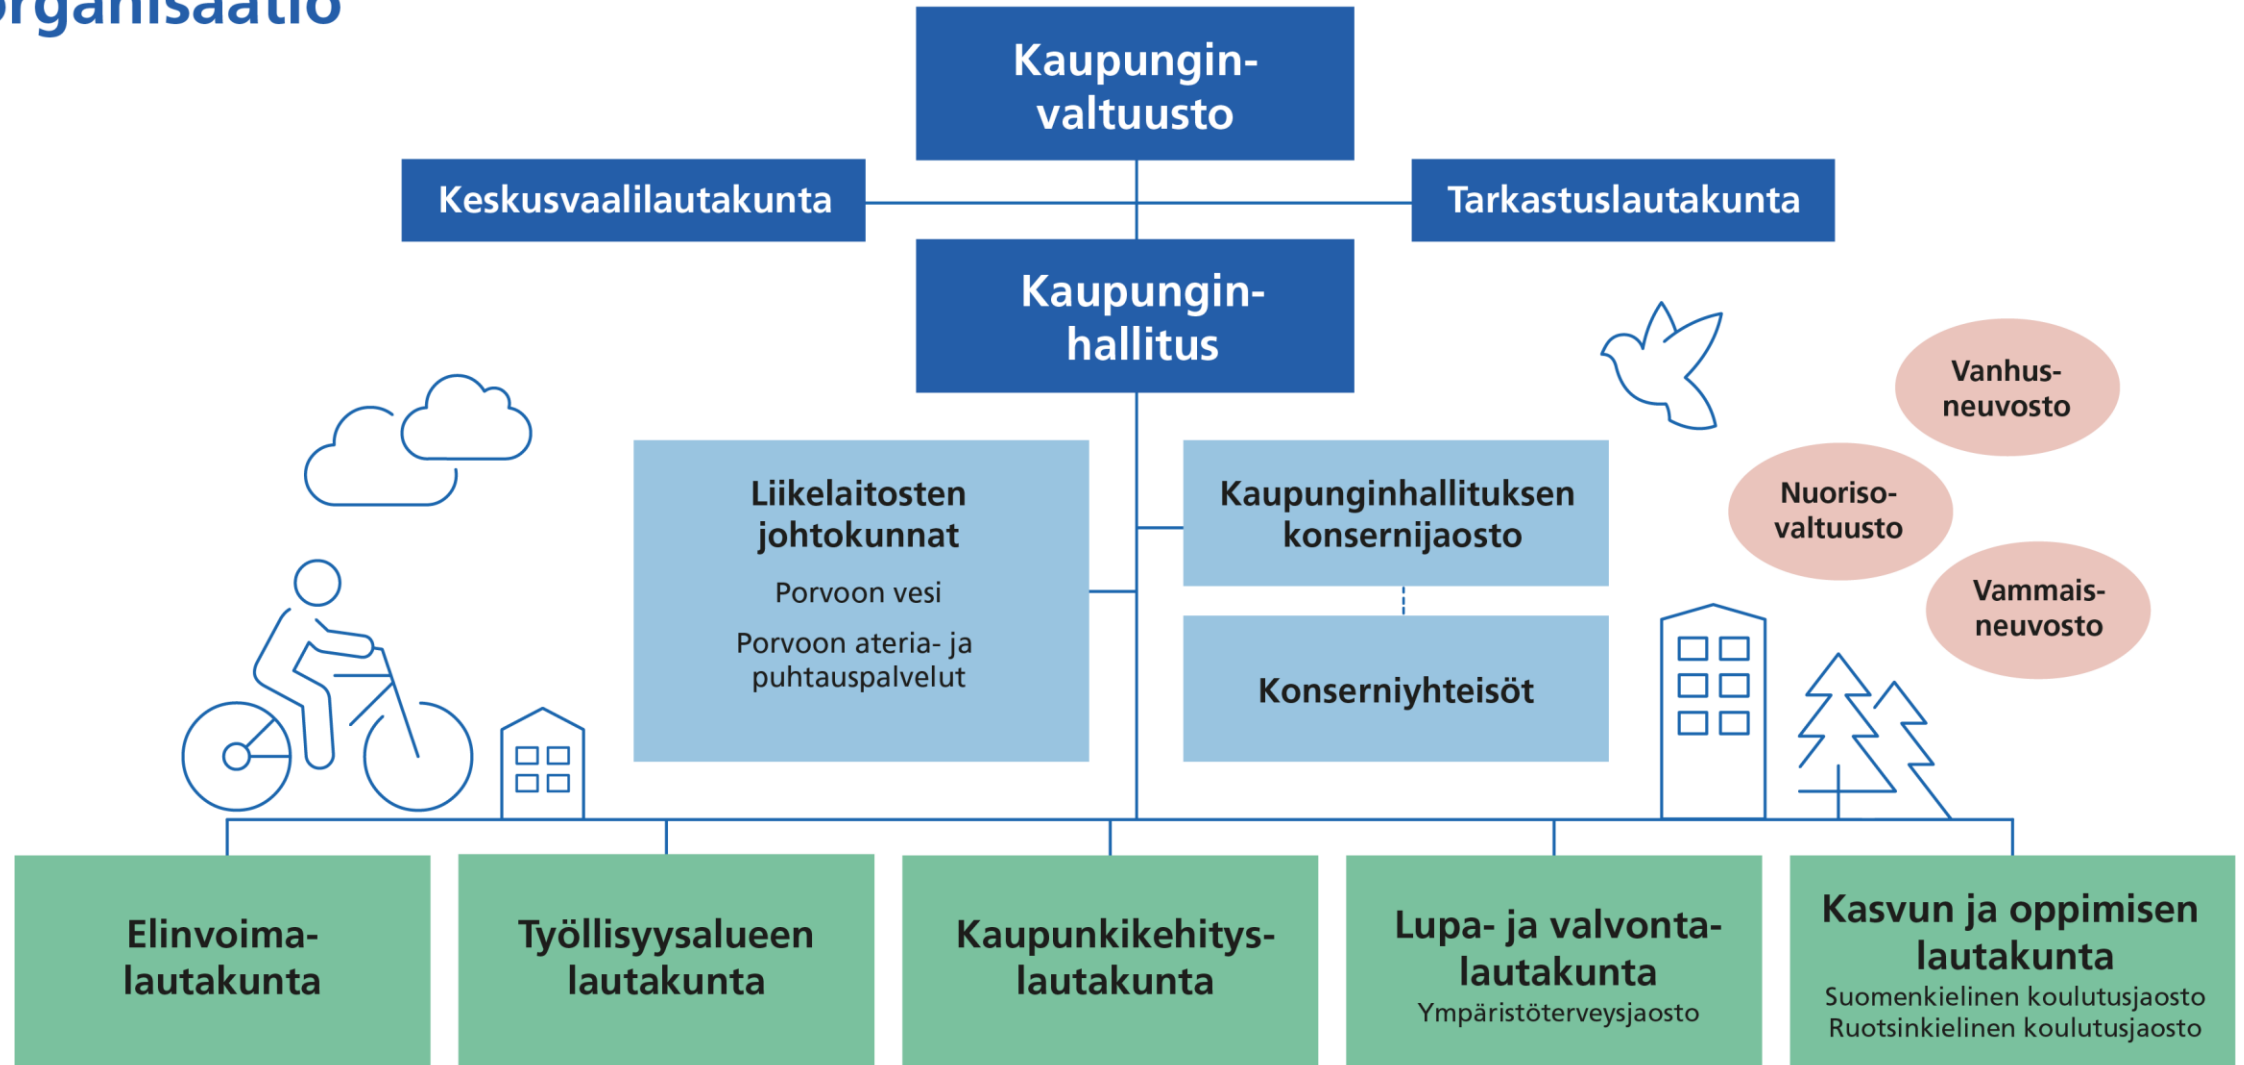 organisaatio
Kaupungin-
valtuusto
Keskusvaalilautakunta
Tarkastuslautakunta
Kaupungin-
hallitus
Liikelaitosten
johtokunnat
Porvoon vesi
Porvoon ateria- ja
puhtauspalvelut
Kaupunginhallituksen
konsernijaosto
Konserniyhteisöt
Vanhus-
neuvosto
Nuoriso-
valtuusto
Vammais-
neuvosto
Elinvoima-
lautakunta
Työllisyysalueen
lautakunta
Kaupunkikehitys-
lautakunta
Lupa- ja valvonta-
lautakunta
Ympäristöterveysjaosto
Kasvun ja oppimisen
lautakunta
Suomenkielinen koulutusjaosto
Ruotsinkielinen koulutusjaosto